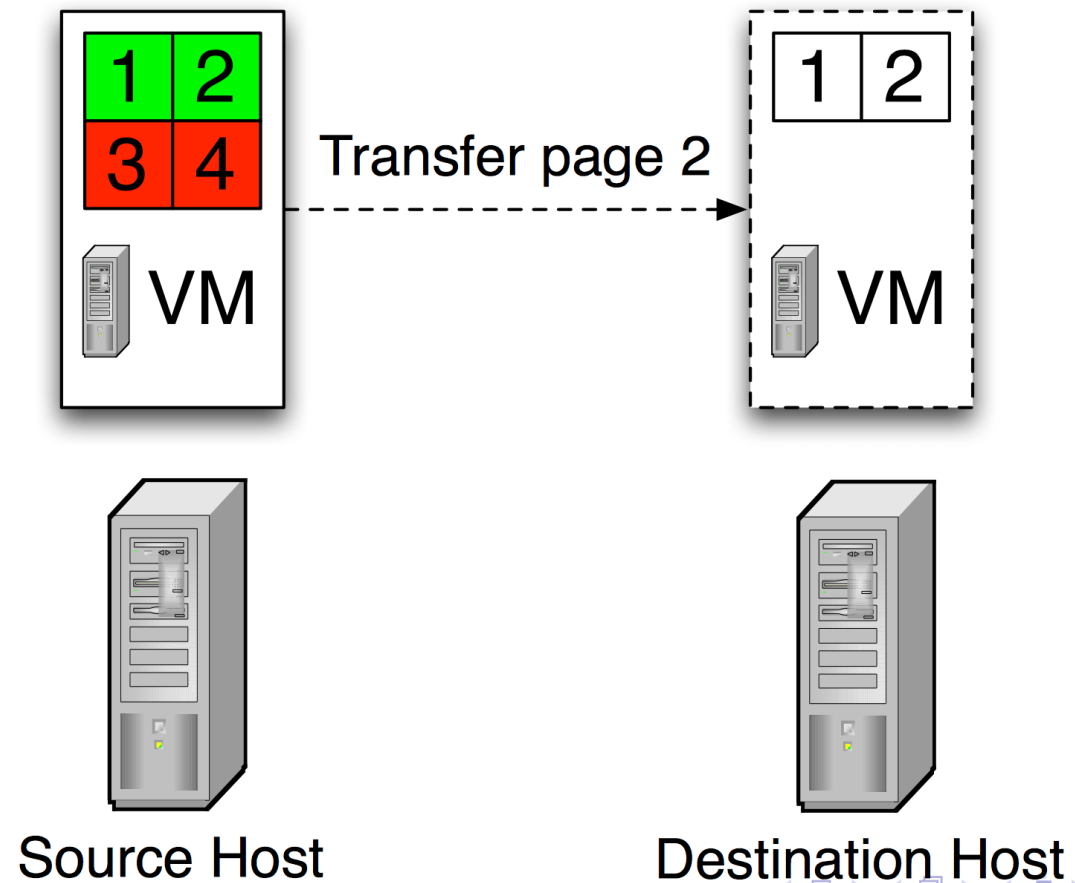 1 2
3 4
VM
Transfer page 2
1 2
VM
Source Host
Destination Host